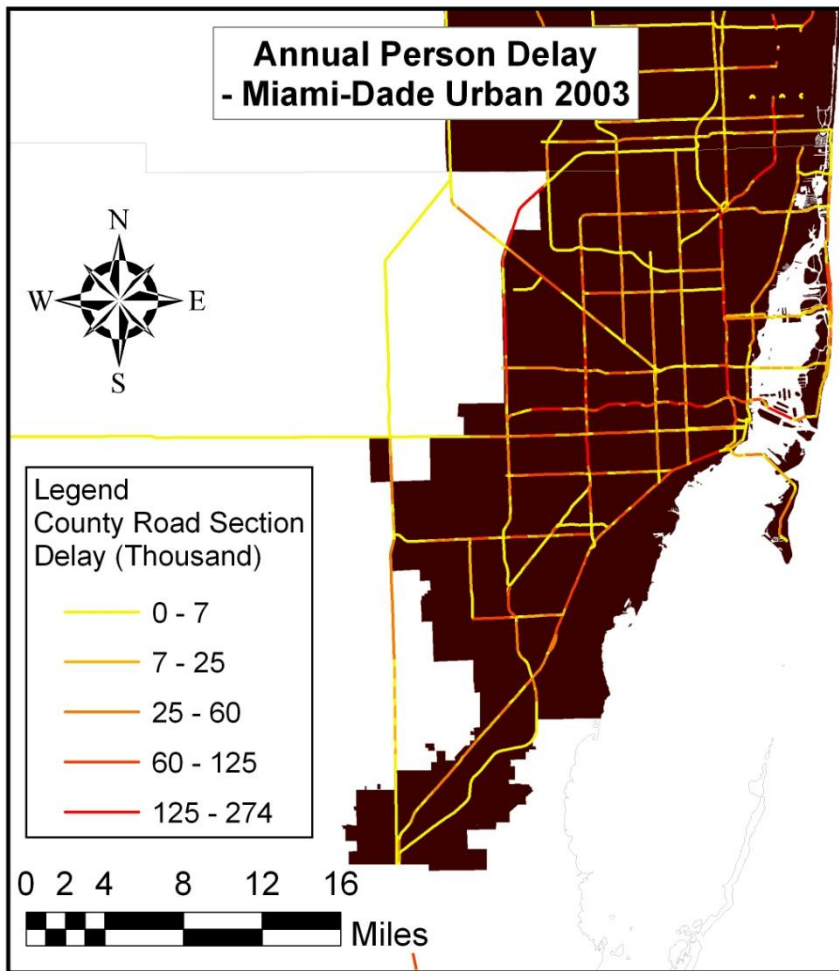 Annual Person Delay
- Miami-Dade Urban 2003
N
W E
S
Legend
County Road Section
Delay (Thousand)
0 - 7
7 - 25
25 - 60
60 - 125
125 - 274
0 2 4 8 12 16
Miles